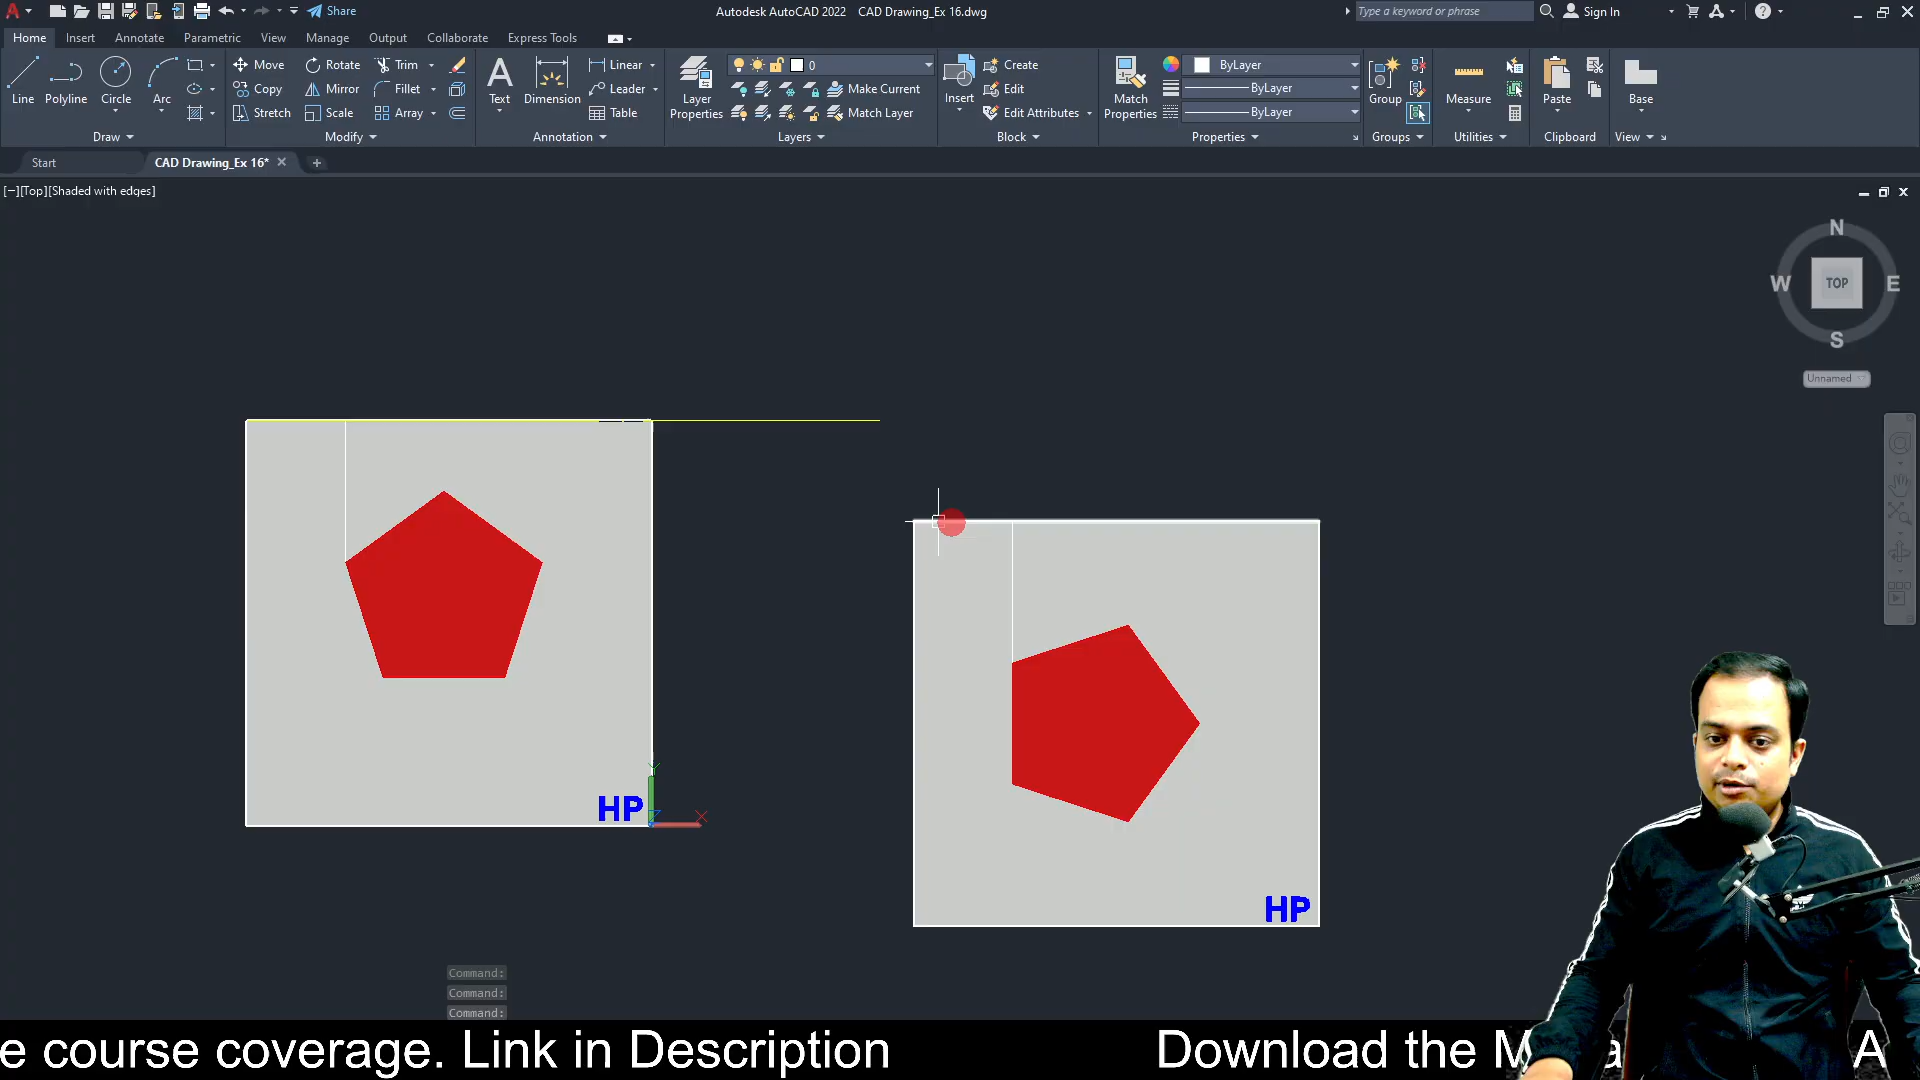 Share
Autodesk AutoCAD 2022 CAD Drawing_Ex 16.dwg
Type a keyword or phrase
Sign In
Home Insert Annotate Parametric View Manage Output Collaborate Express Tools
Line Polyline Circle Arc
Move Rotate Trim
Copy Mirror Fillet
Stretch Scale Array
Text Dimension
Linear
Leader
Table
Layer Properties
0
Make Current
Match Layer
Insert
Create
Edit
Edit Attributes
Match Properties
ByLayer
ByLayer
ByLayer
Group
Measure
Paste
Base
Draw Modify Annotation Layers Block Properties Groups Utilities Clipboard View
Start CAD Drawing_Ex 16*
[−][Top][Shaded with edges]
N
W TOP E
S
Unnamed
HP
Y
X
HP
Command:
Command:
Command:
e course coverage. Link in Description Download the
A